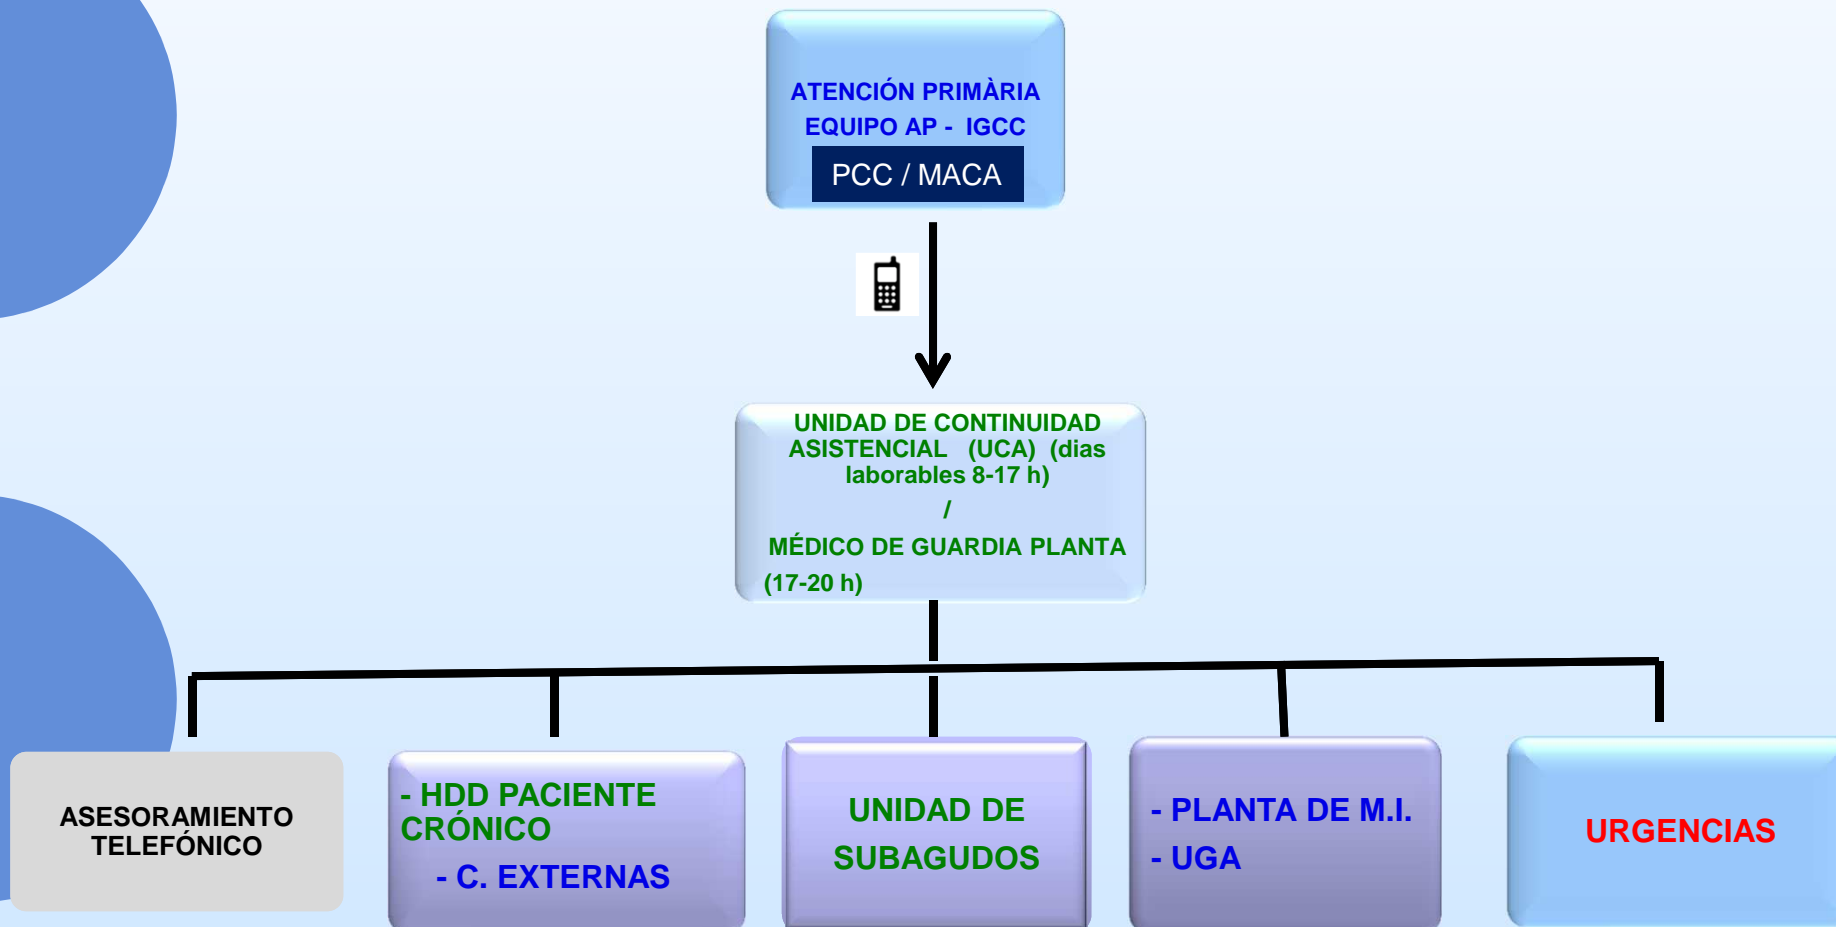 ATENCIÓN PRIMÀRIA
EQUIPO AP - IGCC
PCC / MACA
UNIDAD DE CONTINUIDAD
ASISTENCIAL (UCA) (dias
laborables 8-17 h)
/
MÉDICO DE GUARDIA PLANTA
(17-20 h)
ASESORAMIENTO
TELEFÓNICO
- HDD PACIENTE
CRÓNICO
- C. EXTERNAS
UNIDAD DE
SUBAGUDOS
- PLANTA DE M.I.
- UGA
URGENCIAS